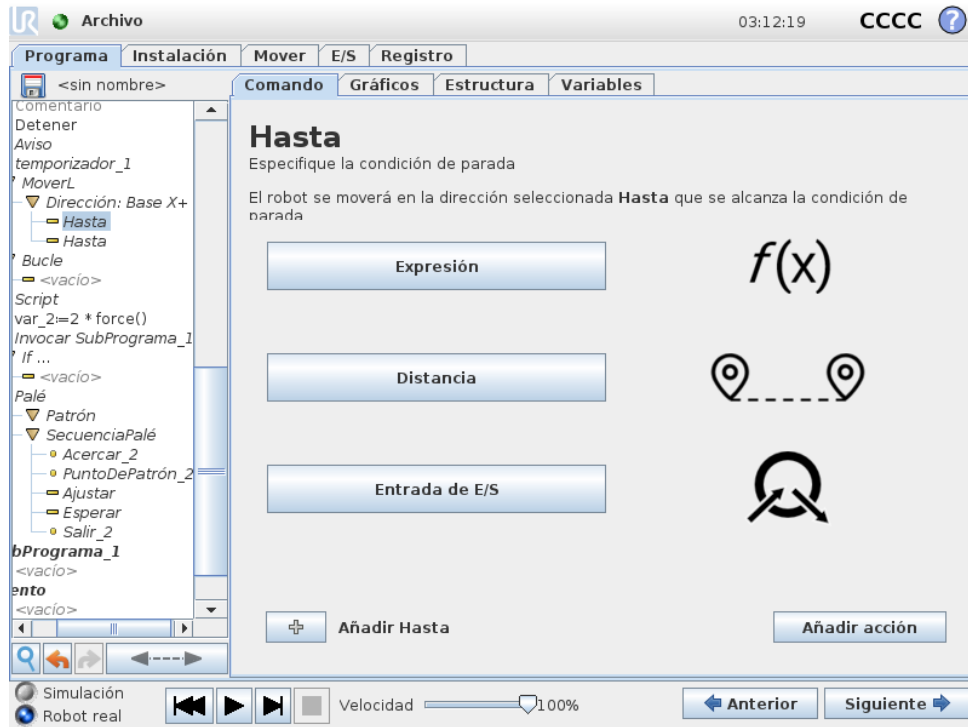 UR Archivo 03:12:19 CCCC ?
Programa Instalación Mover E/S Registro
<sin nombre> Comando Gráficos Estructura Variables
Comentario
Detener
Aviso
temporizador_1
MoverL
Dirección: Base X+
Hasta
Hasta
Bucle
<vacío>
Script
var_2:=2 * force()
Invocar SubPrograma_1
If ...
<vacío>
Palé
Patrón
SecuenciaPalé
Acercar_2
PuntoDePatrón_2
Ajustar
Esperar
Salir_2
bPrograma_1
<vacío>
ento
<vacío>
Hasta
Especifique la condición de parada
El robot se moverá en la dirección seleccionada Hasta que se alcanza la condición de
parada
Expresión f(x)
Distancia
Entrada de E/S
Añadir Hasta Añadir acción
Simulación
Robot real
Velocidad 100% Anterior Siguiente